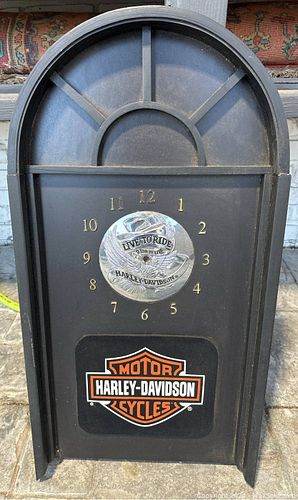 12
11 1
10 2
9 3
8 4
7 5
6
LIVE TO RIDE
HARLEY-DAVIDSON
MOTOR
HARLEY-DAVIDSON
CYCLES